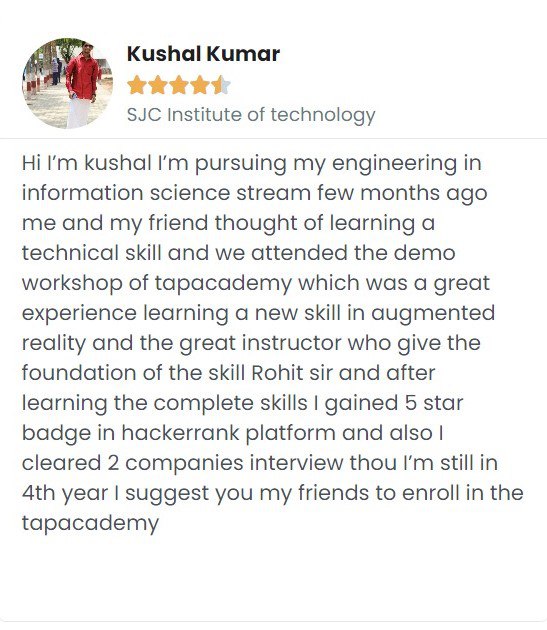 Kushal Kumar
SJC Institute of technology
Hi I'm kushal I'm pursuing my engineering in
information science stream few months ago
me and my friend thought of learning a
technical skill and we attended the demo
workshop of tapacademy which was a great
experience learning a new skill in augmented
reality and the great instructor who give the
foundation of the skill Rohit sir and after
learning the complete skills I gained 5 star
badge in hackerrank platform and also I
cleared 2 companies interview thou I'm still in
4th year I suggest you my friends to enroll in the
tapacademy